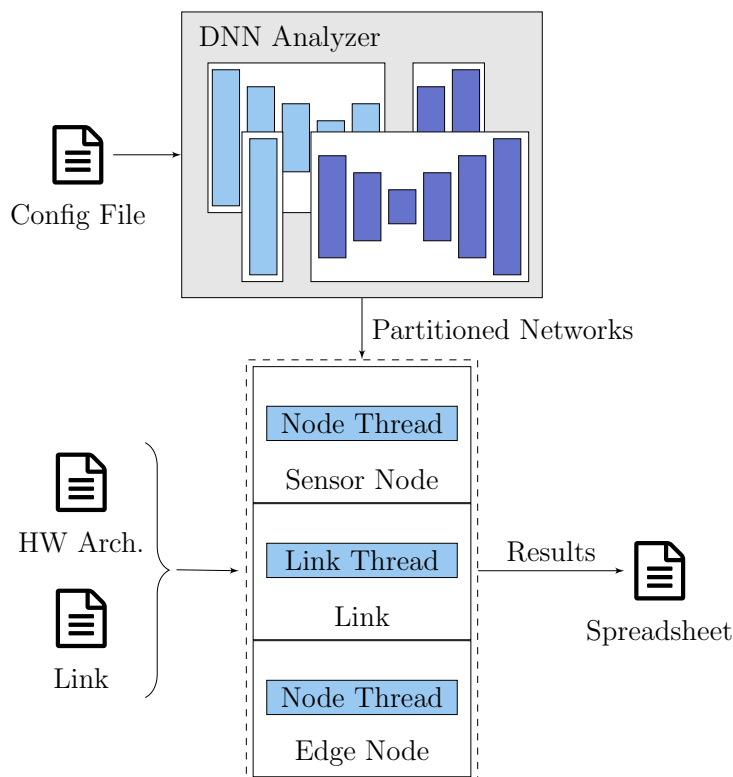 DNN Analyzer
Config File
Partitioned Networks
Node Thread
Sensor Node
HW Arch.
Link Thread
Link
Results
Spreadsheet
Link
Node Thread
Edge Node